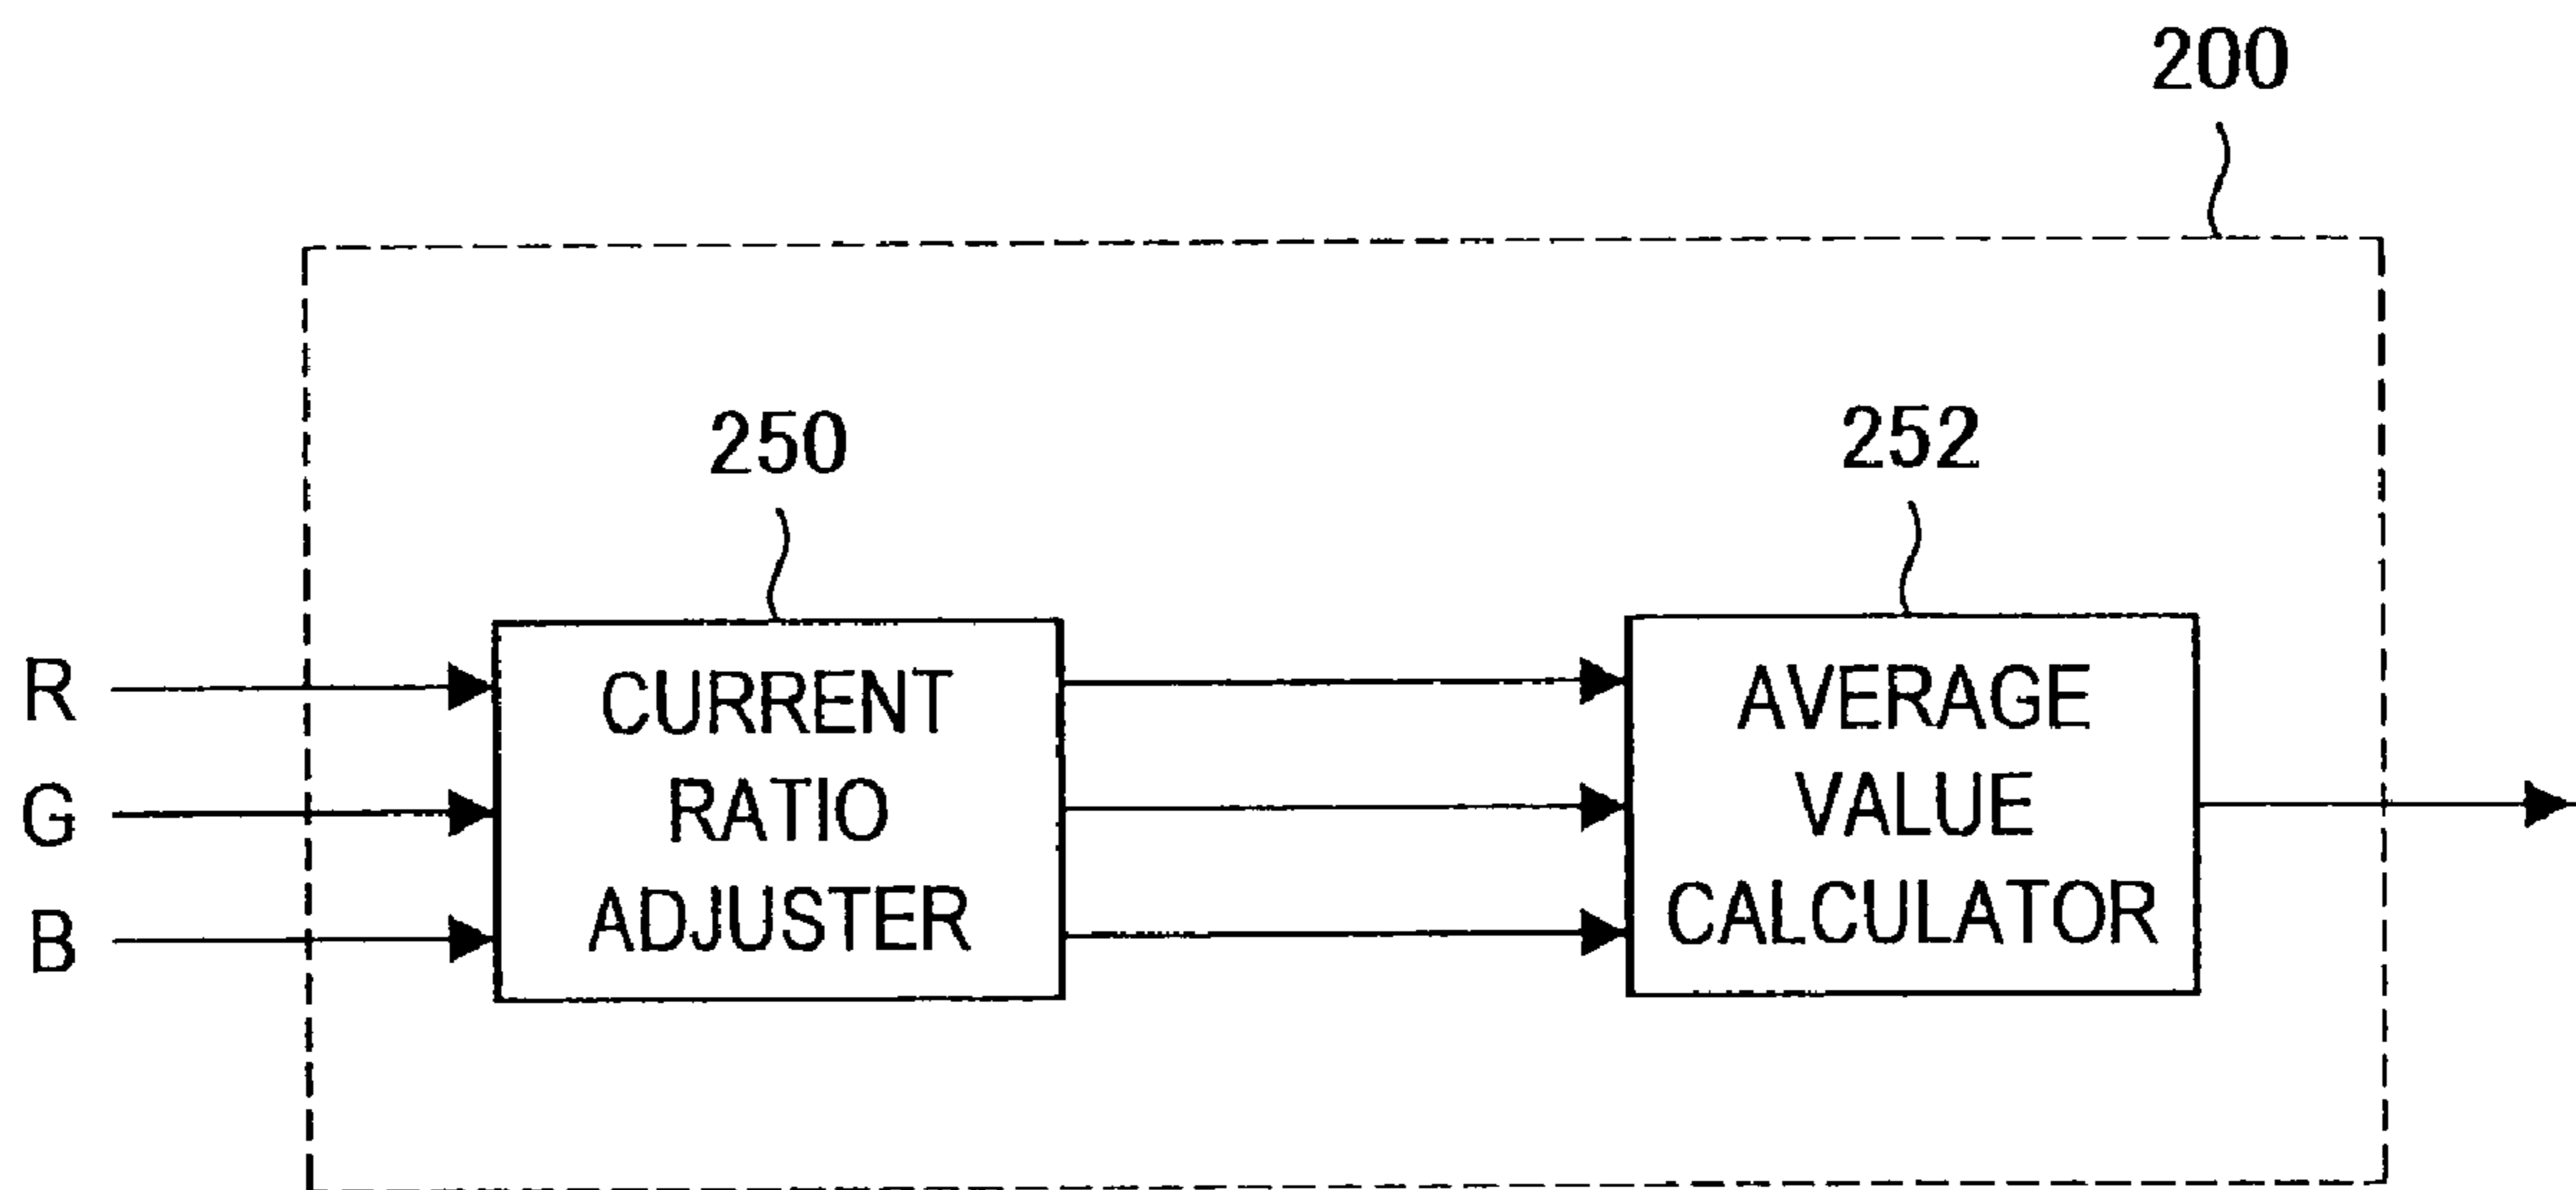 200
250
252
R
G
B
CURRENT
RATIO
ADJUSTER
AVERAGE
VALUE
CALCULATOR